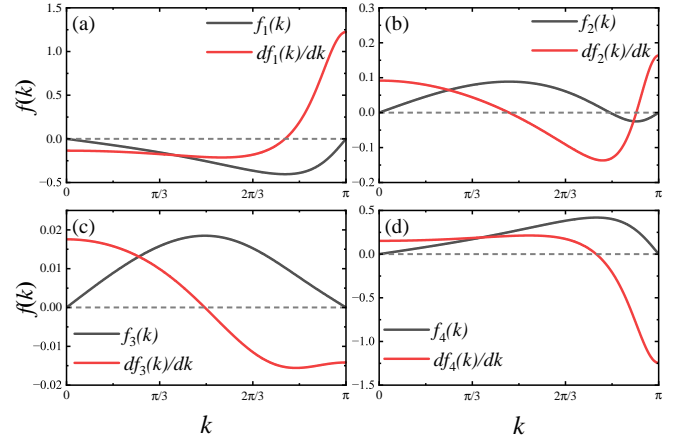 (a)
f₁(k)
df₁(k)/dk
f(k)
1.5
1.0
0.5
0.0
−0.5
0
π/3
2π/3
π
(b)
f₂(k)
df₂(k)/dk
0.3
0.2
0.1
0.0
−0.1
−0.2
0
π/3
2π/3
π
(c)
f₃(k)
df₃(k)/dk
f(k)
0.02
0.01
0.00
−0.01
−0.02
0
π/3
2π/3
π
k
(d)
f₄(k)
df₄(k)/dk
0.5
0.0
−0.5
−1.0
−1.5
0
π/3
2π/3
π
k